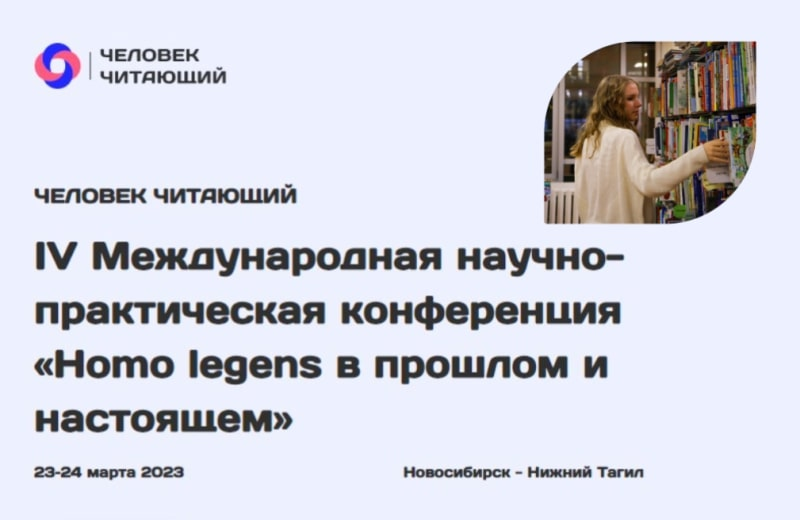 ЧЕЛОВЕК
ЧИТАЮЩИЙ
ЧЕЛОВЕК ЧИТАЮЩИЙ
IV Международная научно-
практическая конференция
«Homo legens в прошлом и
настоящем»
23-24 марта 2023
Новосибирск - Нижний Тагил